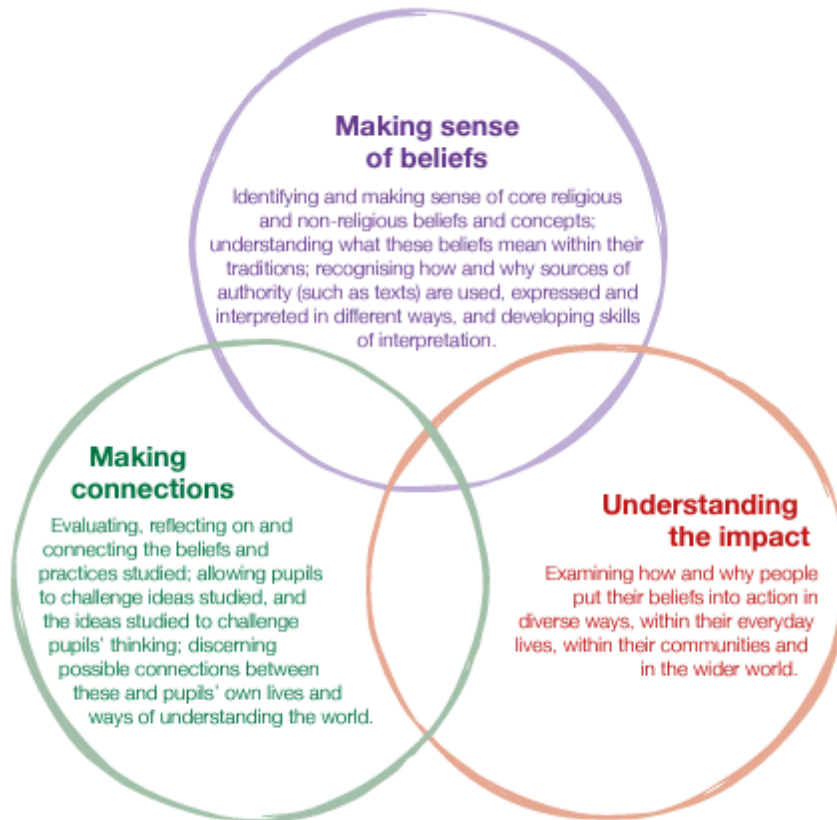 Making sense
of beliefs
Identifying and making sense of core religious
and non-religious beliefs and concepts;
understanding what these beliefs mean within their
traditions; recognising how and why sources of
authority (such as texts) are used, expressed and
interpreted in different ways, and developing skills
of interpretation.
Making
connections
Evaluating, reflecting on and
connecting the beliefs and
practices studied; allowing pupils
to challenge ideas studied, and
the ideas studied to challenge
pupils' thinking; discerning
possible connections between
these and pupils' own lives and
ways of understanding the world.
Understanding
the impact
Examining how and why people
put their beliefs into action in
diverse ways, within their everyday
lives, within their communities and
in the wider world.